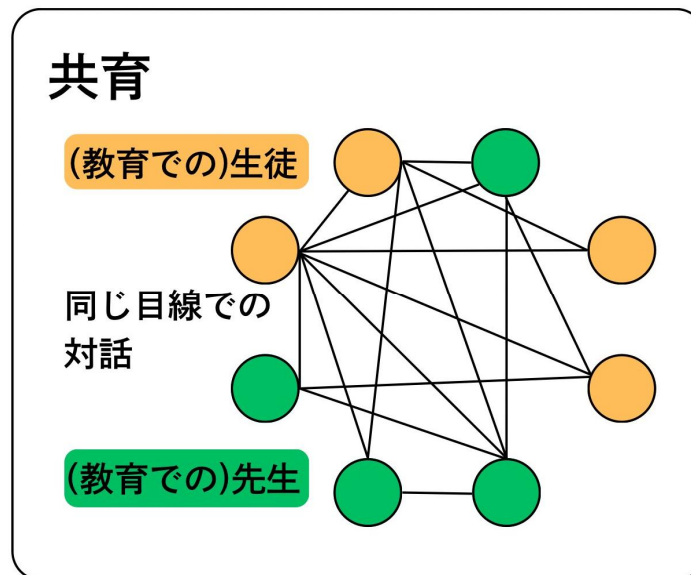 共育
(教育での)生徒
同じ目線での
対話
(教育での)先生